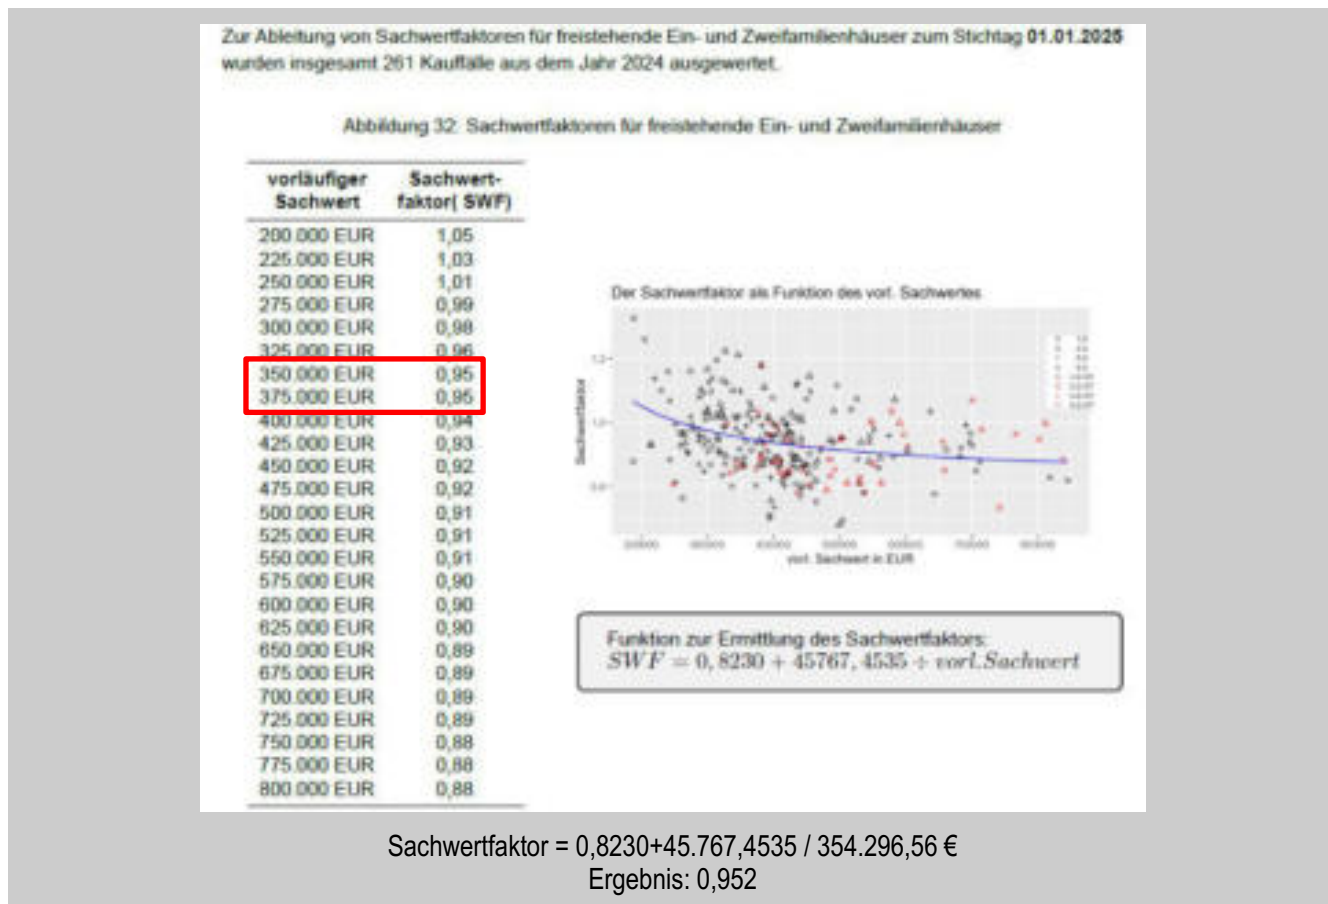 Zur Ableitung von Sachwertfaktoren für freistehende Ein- und Zweifamilienhäuser zum Stichtag 01.01.2025
wurden insgesamt 261 Kauffälle aus dem Jahr 2024 ausgewertet.
Abbildung 32: Sachwertfaktoren für freistehende Ein- und Zweifamilienhäuser
vorläufiger Sachwert-
Sachwert faktor( SWF)
200.000 EUR 1,05
225.000 EUR 1,03
250.000 EUR 1,01
275.000 EUR 0,99
300.000 EUR 0,98
325.000 EUR 0,96
350.000 EUR 0,95
375.000 EUR 0,95
400.000 EUR 0,94
425.000 EUR 0,93
450.000 EUR 0,92
475.000 EUR 0,92
500.000 EUR 0,91
525.000 EUR 0,91
550.000 EUR 0,91
575.000 EUR 0,90
600.000 EUR 0,90
625.000 EUR 0,90
650.000 EUR 0,89
675.000 EUR 0,89
700.000 EUR 0,89
725.000 EUR 0,89
750.000 EUR 0,88
775.000 EUR 0,88
800.000 EUR 0,88
Der Sachwertfaktor als Funktion des vorl. Sachwertes
Sachwertfaktor
vorl. Sachwert in EUR
Funktion zur Ermittlung des Sachwertfaktors:
SWF = 0,8230 + 45767,4535 ÷ vorl.Sachwert
Sachwertfaktor = 0,8230+45.767,4535 / 354.296,56 €
Ergebnis: 0,952